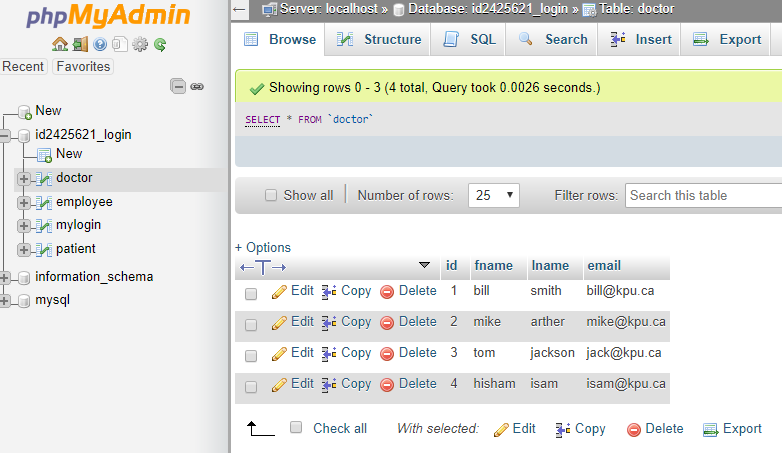 phpMyAdmin
Recent Favorites
New
id2425621_login
New
doctor
employee
mylogin
patient
information_schema
mysql
Server: localhost » Database: id2425621_login » Table: doctor
Browse Structure SQL Search Insert Export
Showing rows 0 - 3 (4 total, Query took 0.0026 seconds.)
SELECT * FROM `doctor`
Show all Number of rows: 25 Filter rows: Search this table
+ Options
←T→ id fname lname email
Edit Copy Delete 1 bill smith bill@kpu.ca
Edit Copy Delete 2 mike arther mike@kpu.ca
Edit Copy Delete 3 tom jackson jack@kpu.ca
Edit Copy Delete 4 hisham isam isam@kpu.ca
Check all With selected: Edit Copy Delete Export